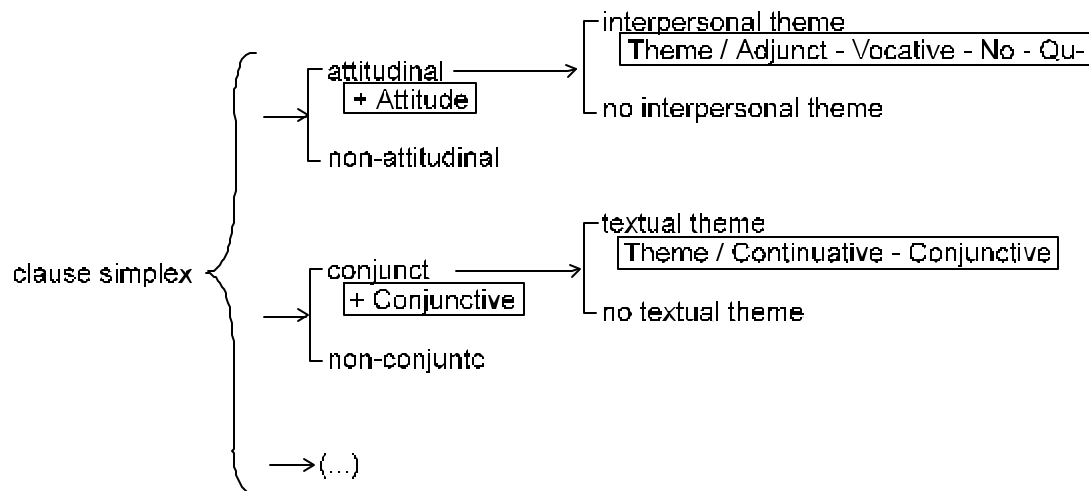 interpersonal theme
Theme / Adjunct - Vocative - No - Qu-
attitudinal
+ Attitude
no interpersonal theme
non-attitudinal
textual theme
Theme / Continuative - Conjunctive
clause simplex
conjunct
+ Conjunctive
no textual theme
non-conjuntc
(...)